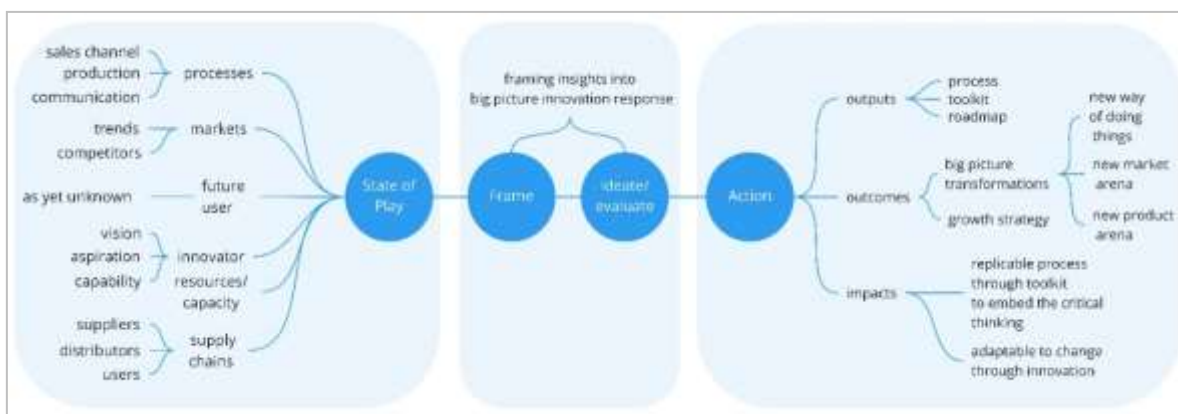 sales channel
production
communication
processes
trends
competitors
markets
as yet unknown
future
user
vision
aspiration
capability
innovator
resources/
capacity
suppliers
distributors
users
supply
chains
State of
Play
framing insights into
big picture innovation response
Frame
Ideate/
evaluate
Action
outputs
process
toolkit
roadmap
outcomes
big picture
transformations
new way
of doing
things
new market
arena
new product
arena
growth strategy
impacts
replicable process
through toolkit
to embed the critical
thinking
adaptable to change
through innovation